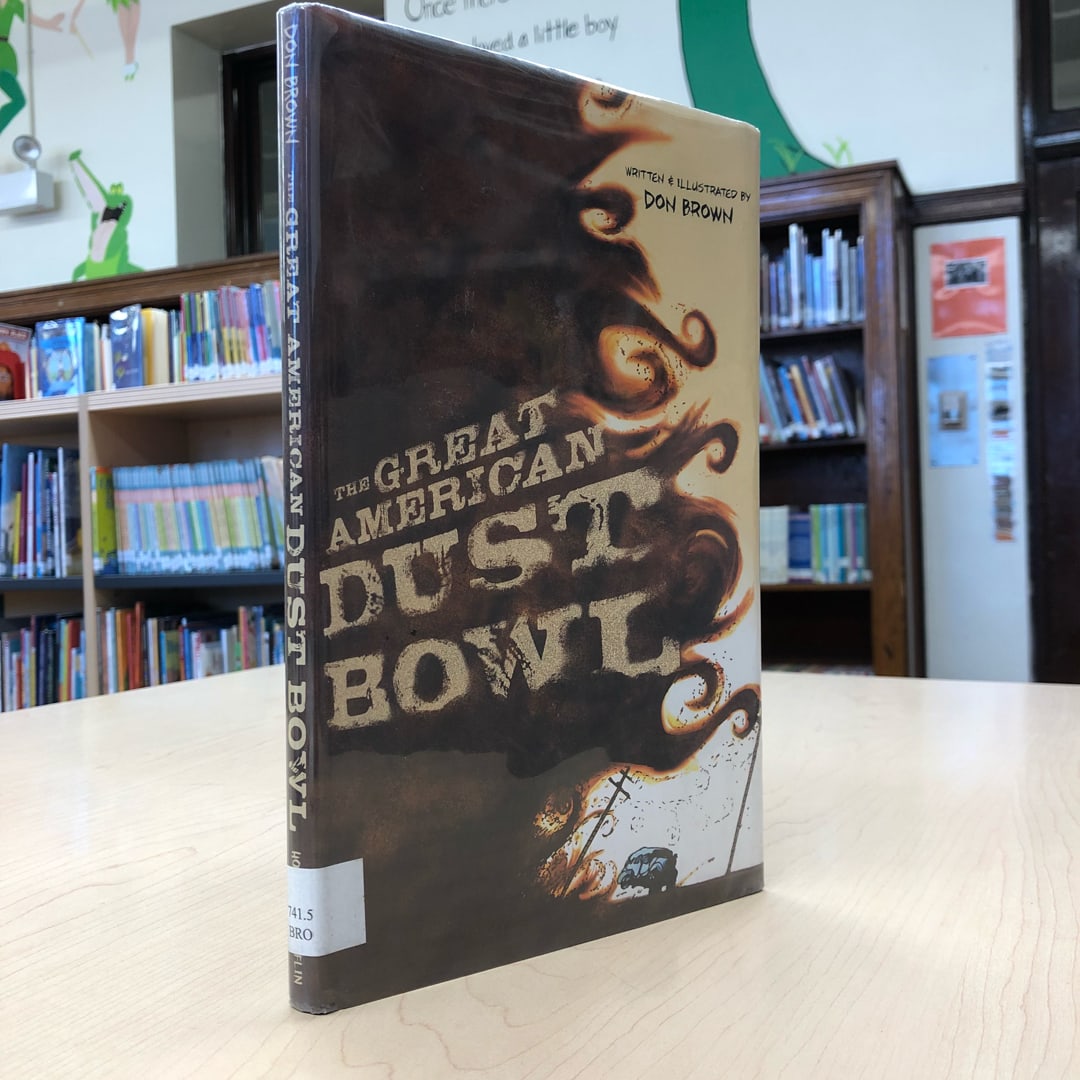 Once there
loved a little boy
WRITTEN & ILLUSTRATED BY
DON BROWN
THE GREAT
AMERICAN
DUST
BOWL
DON BROWN THE GREAT AMERICAN DUST BOWL
741.5
BRO